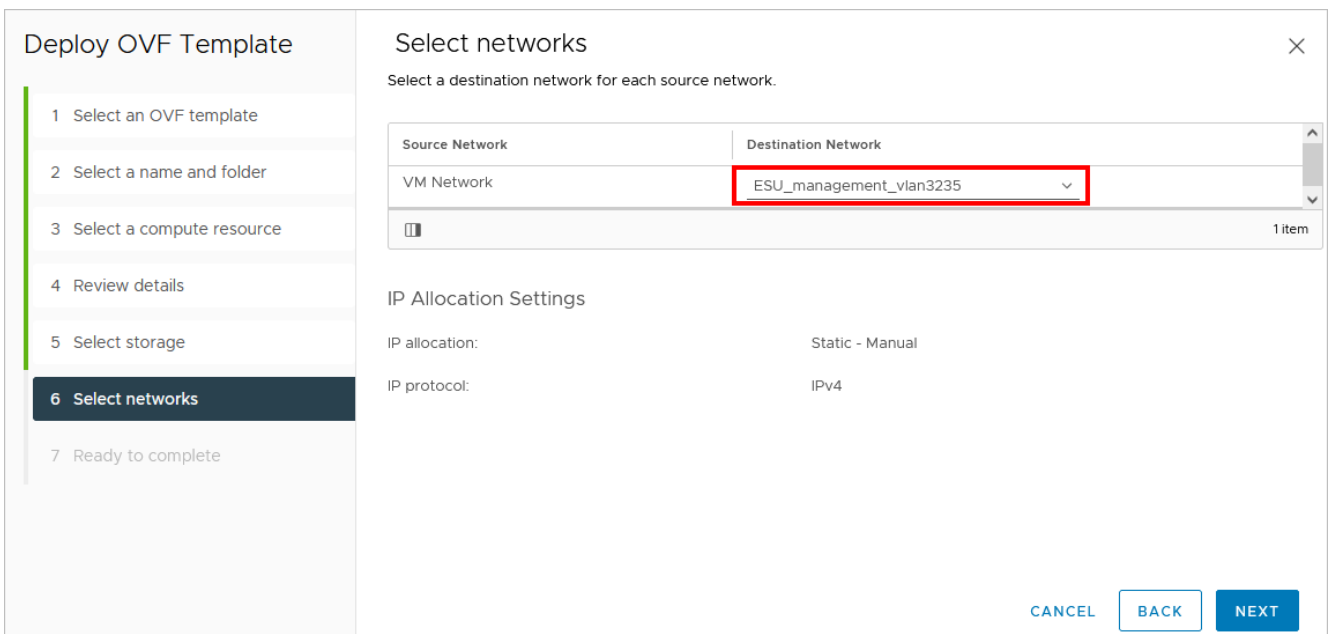 Deploy OVF Template
1 Select an OVF template
2 Select a name and folder
3 Select a compute resource
4 Review details
5 Select storage
6 Select networks
7 Ready to complete
Select networks
Select a destination network for each source network.
Source Network Destination Network
VM Network ESU_management_vlan3235
1 item
IP Allocation Settings
IP allocation: Static - Manual
IP protocol: IPv4
CANCEL BACK NEXT